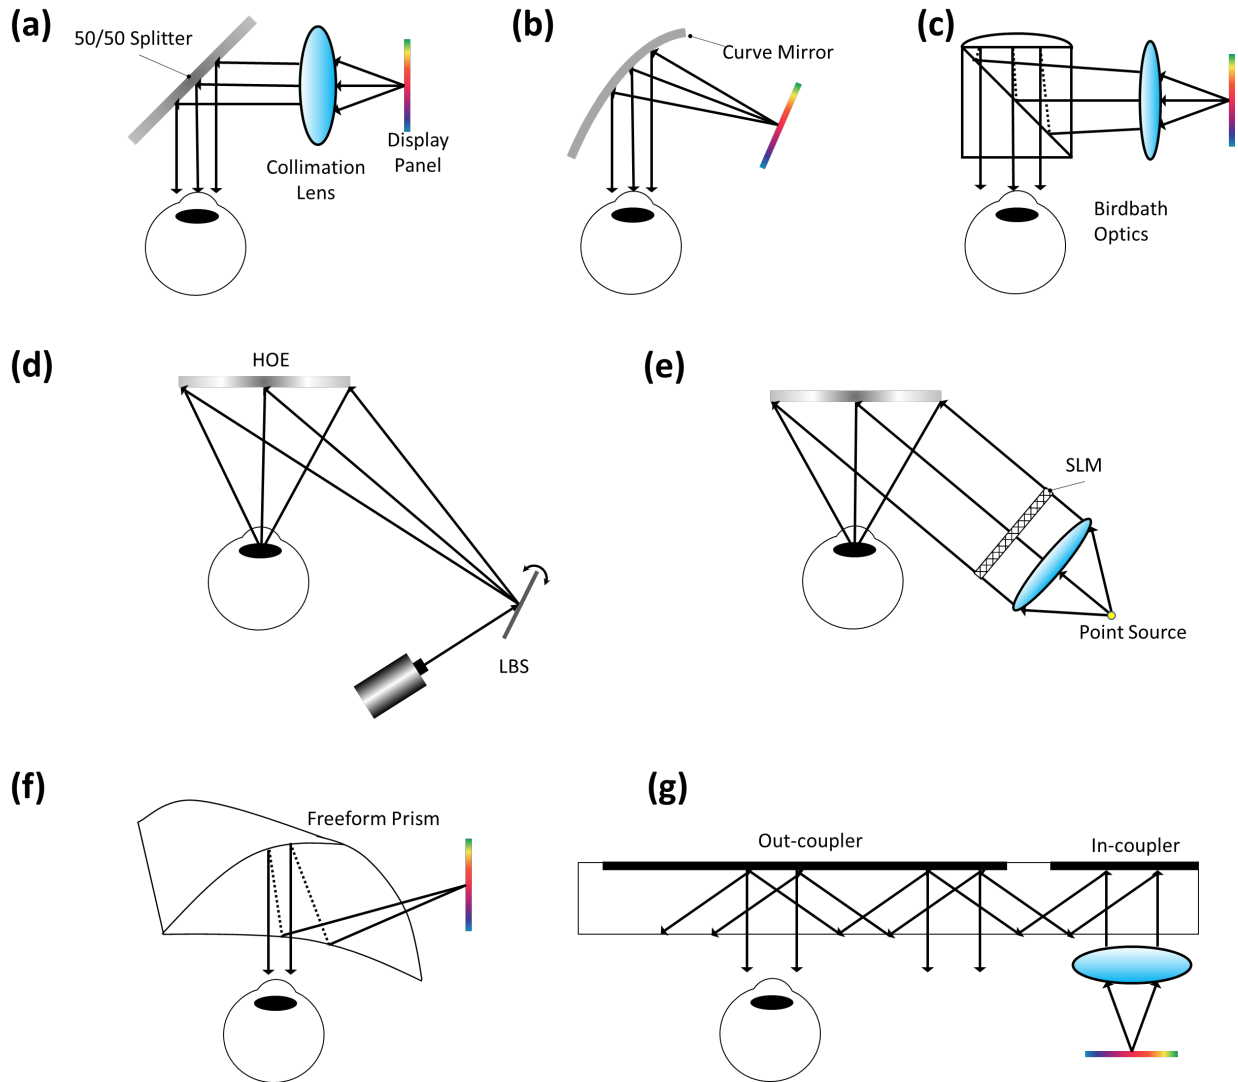 (a)
50/50 Splitter
Collimation
Lens
Display
Panel
(b)
Curve Mirror
(c)
Birdbath
Optics
(d)
HOE
LBS
(e)
SLM
Point Source
(f)
Freeform Prism
(g)
Out-coupler
In-coupler